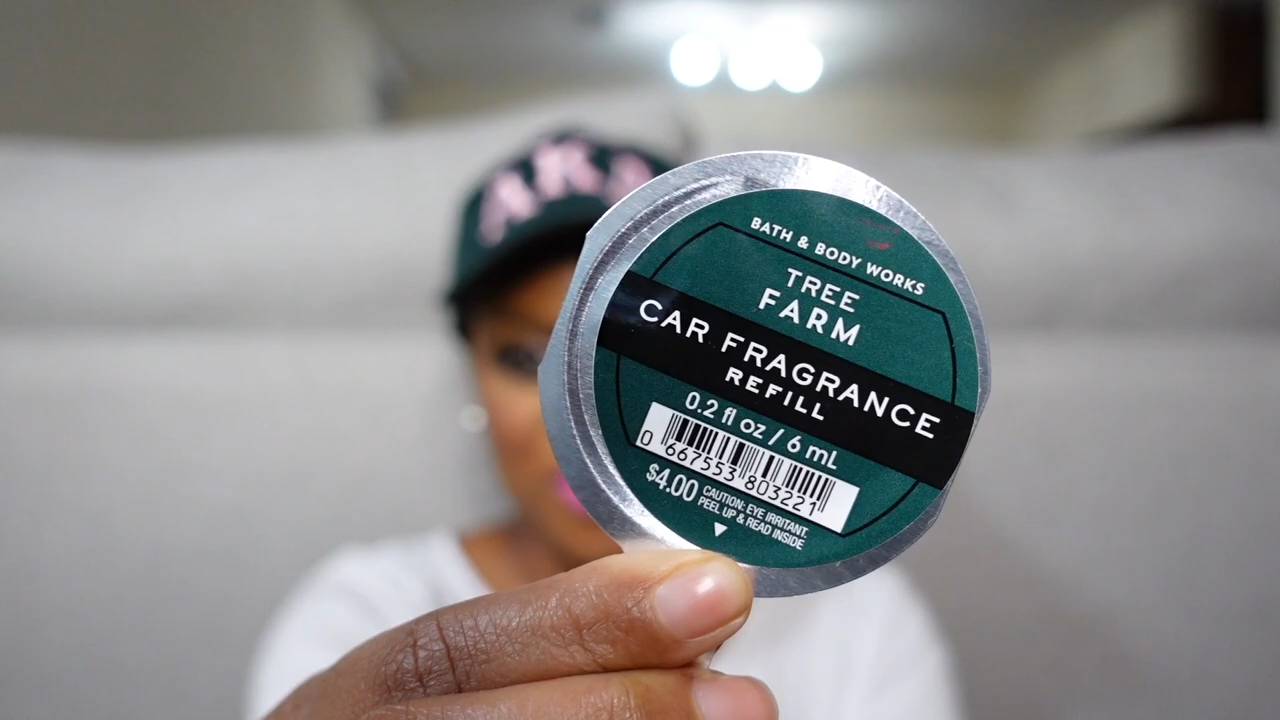 AKA
BATH & BODY WORKS
TREE
FARM
CAR FRAGRANCE
REFILL
0.2 fl oz / 6 mL
0 667553 803221
$4.00
CAUTION: EYE IRRITANT.
PEEL UP & READ INSIDE